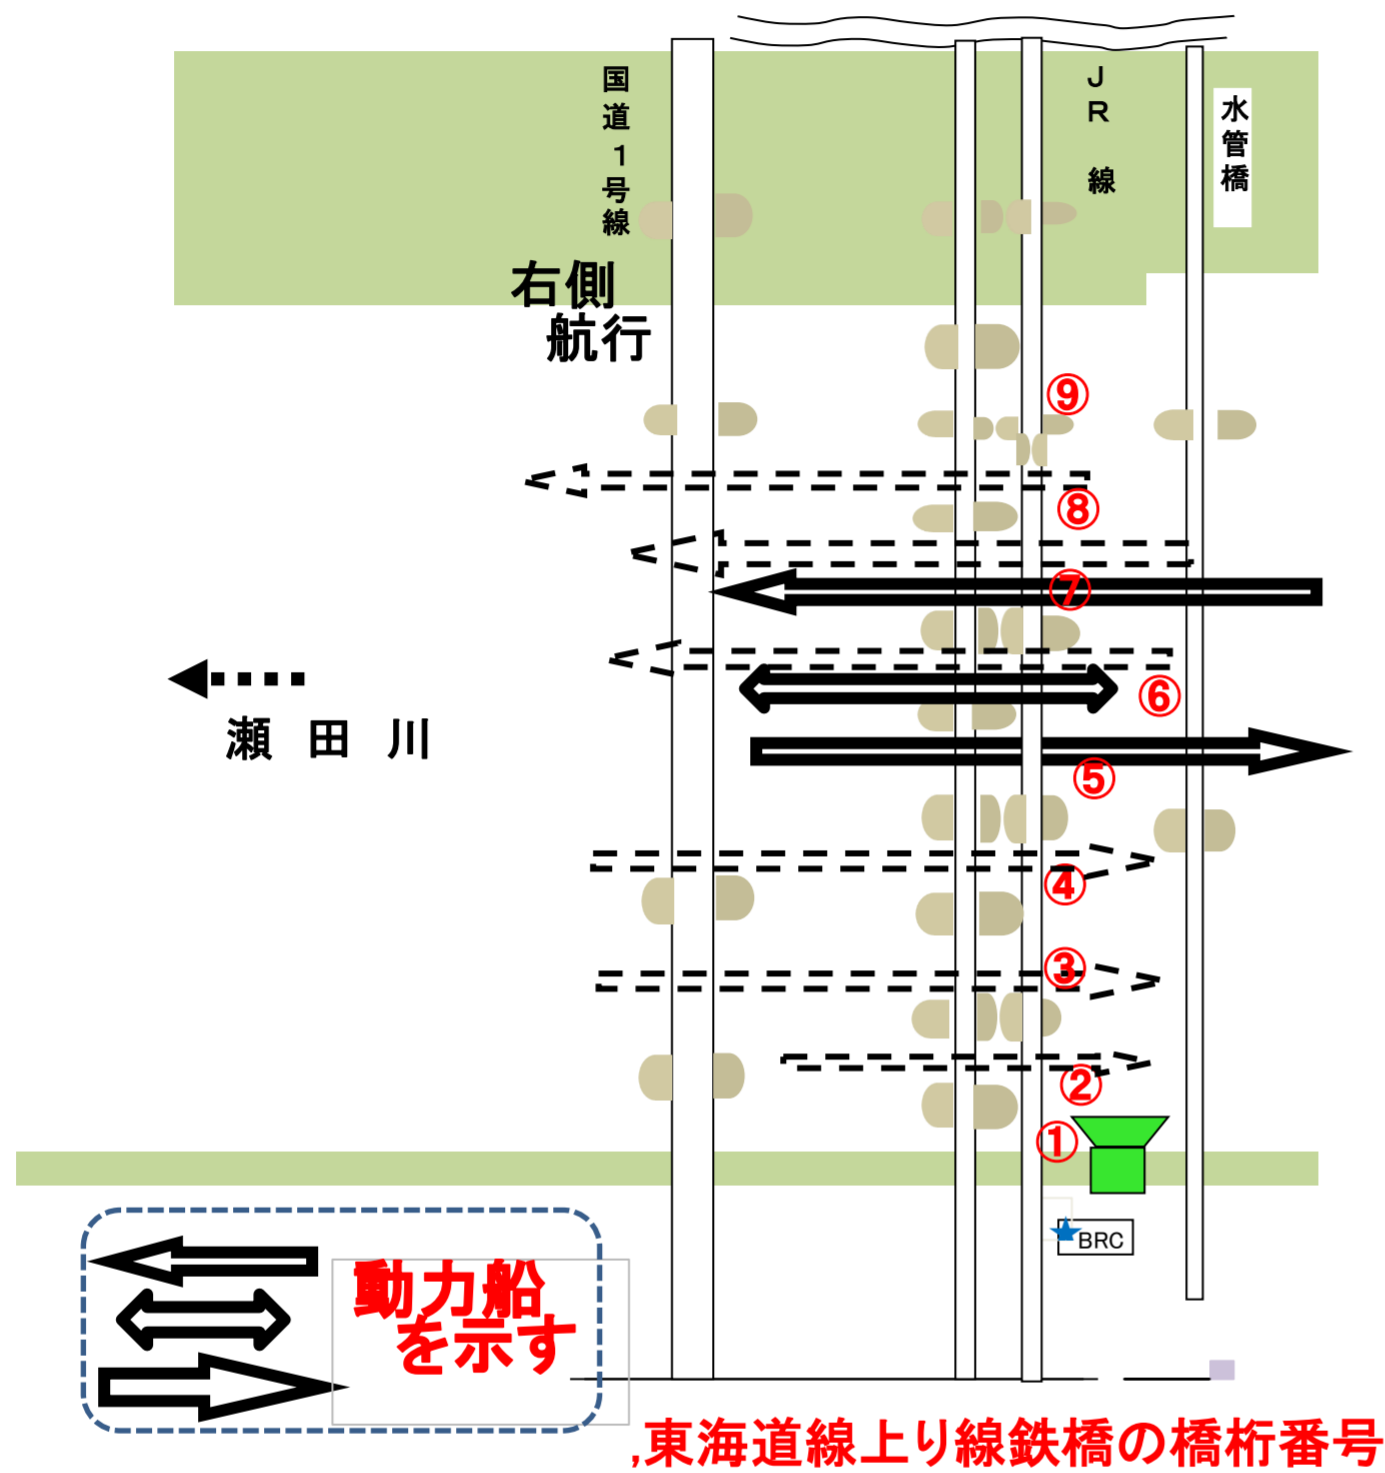 国道1号線
JR 線
水管橋
右側
航行
⑨
⑧
⑦
⑥
瀬田川
⑤
④
③
②
①
BRC
動力船
を示す
,東海道線上り線鉄橋の橋桁番号